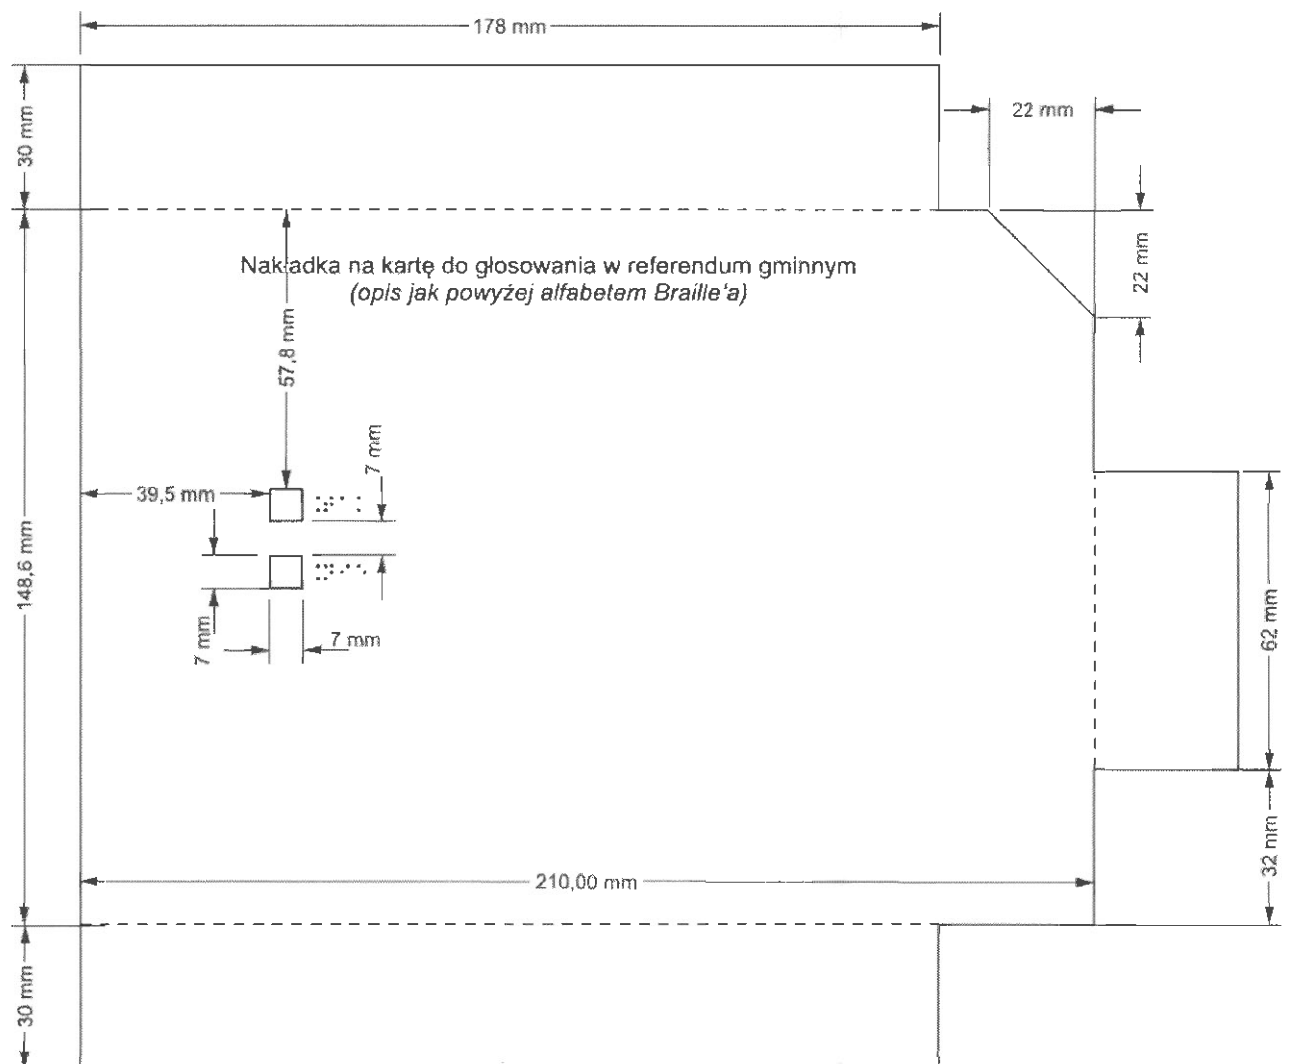 178 mm
22 mm
30 mm
22 mm
Nakładka na kartę do głosowania w referendum gminnym
(opis jak powyżej alfabetem Braille'a)
57,8 mm
7 mm
39,5 mm
148,6 mm
7 mm
7 mm
62 mm
32 mm
210,00 mm
30 mm